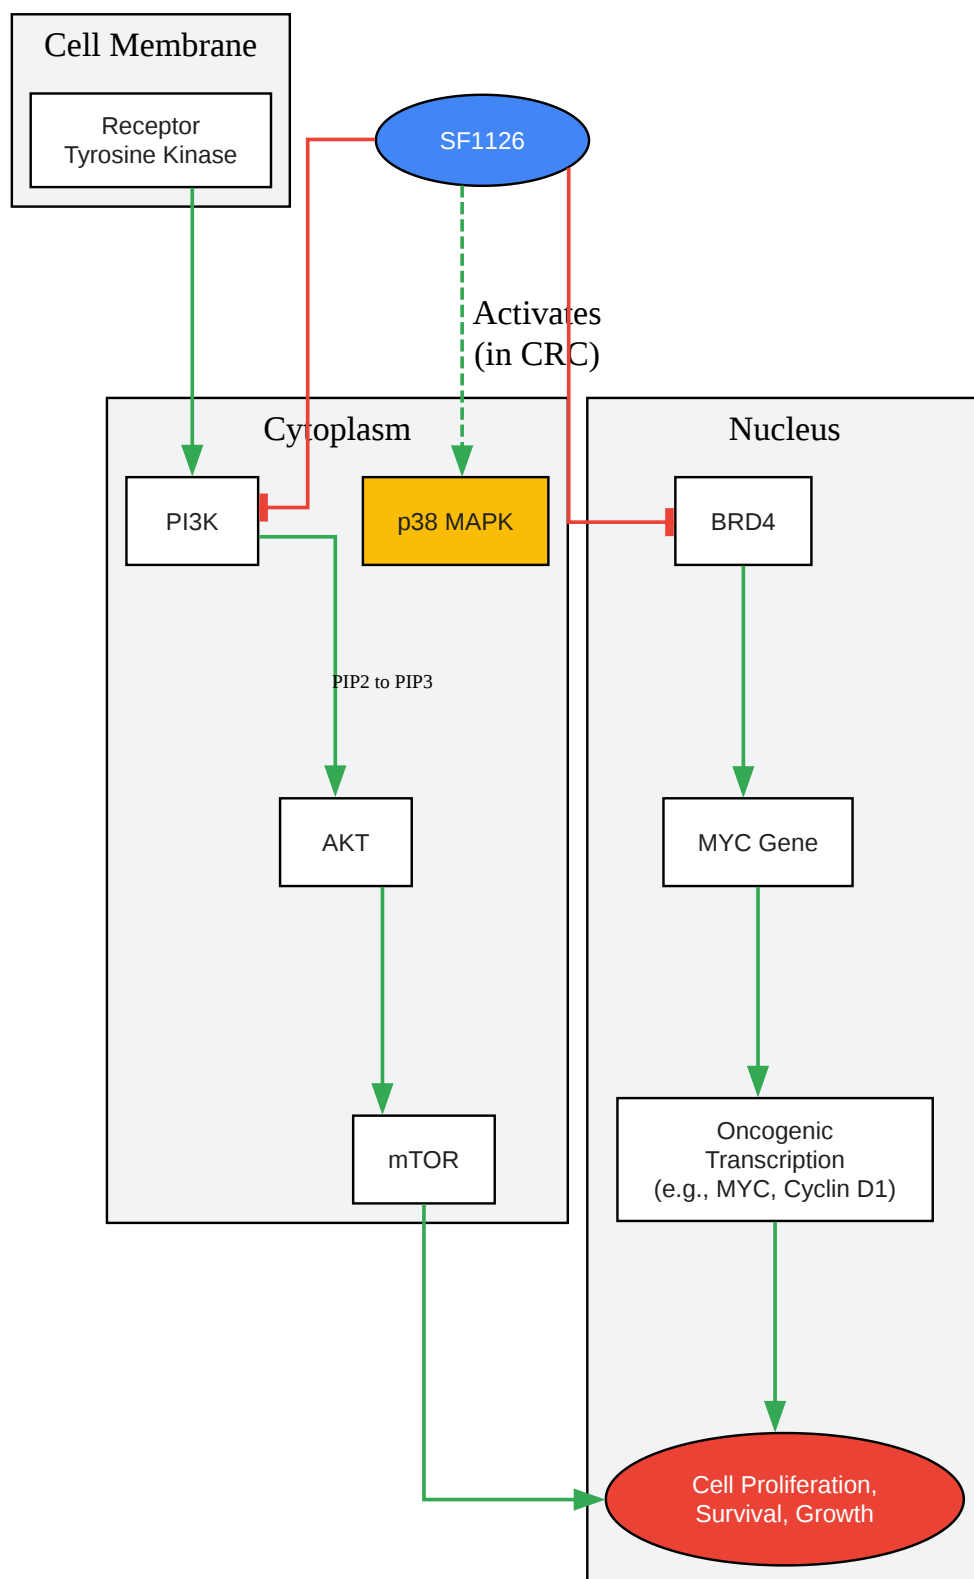 Cell Membrane
Receptor
Tyrosine Kinase
SF1126
Activates
(in CRC)
Cytoplasm
Nucleus
PI3K
p38 MAPK
BRD4
PIP2 to PIP3
AKT
MYC Gene
mTOR
Oncogenic
Transcription
(e.g., MYC, Cyclin D1)
Cell Proliferation,
Survival, Growth